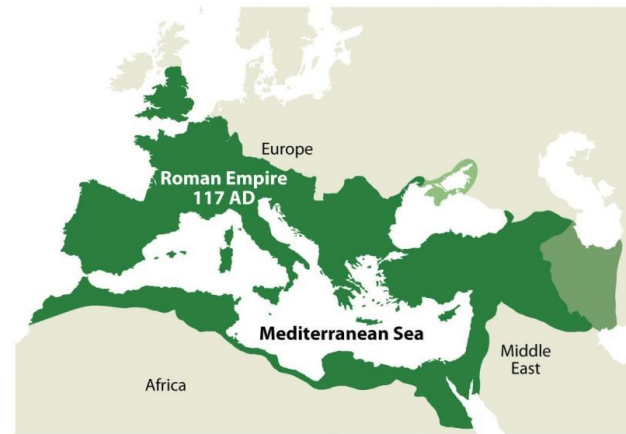 Europe
Roman Empire
117 AD
Mediterranean Sea
Middle
East
Africa